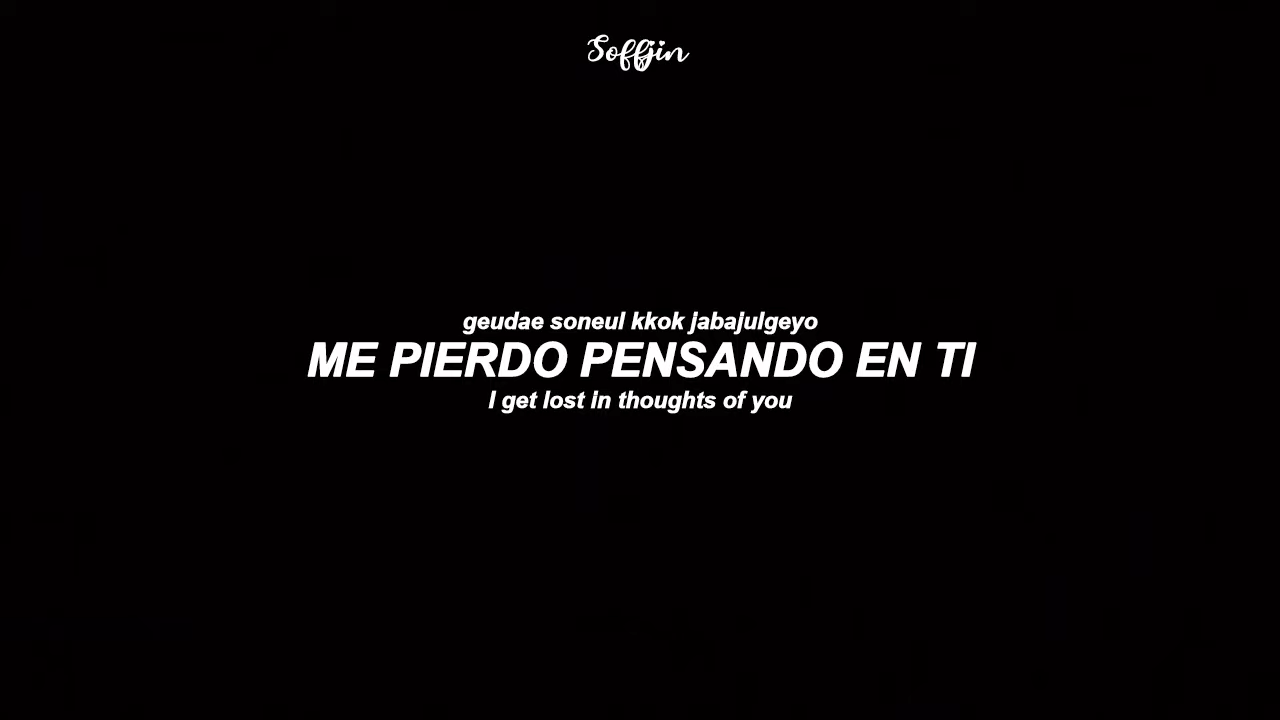 Soffjin
geudae soneul kkok jabajulgeyo
ME PIERDO PENSANDO EN TI
I get lost in thoughts of you